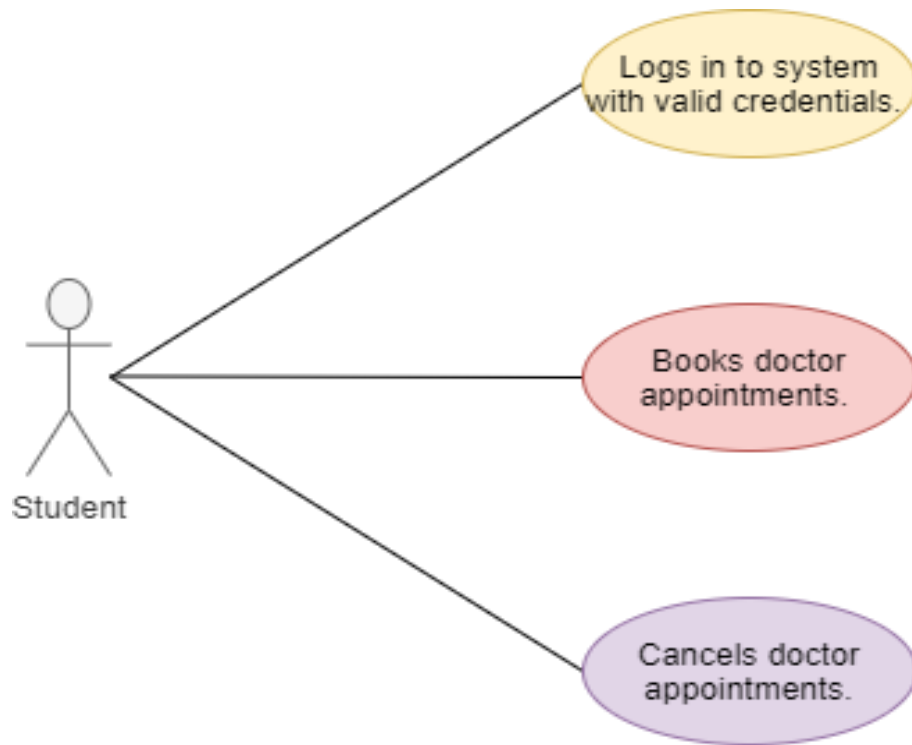 Logs in to system
with valid credentials.
Books doctor
appointments.
Student
Cancels doctor
appointments.